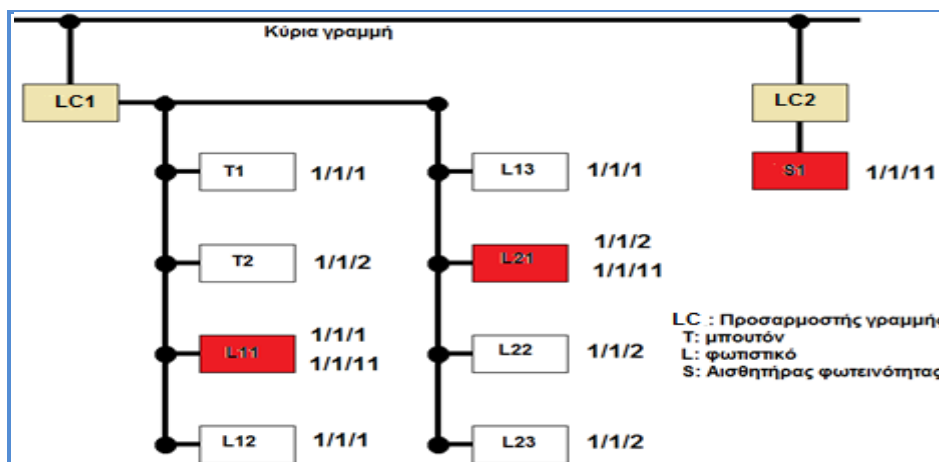 Κύρια γραμμή
LC1
LC2
T1 1/1/1
L13 1/1/1
S1 1/1/11
T2 1/1/2
L21 1/1/2
1/1/11
L11 1/1/1
1/1/11
L22 1/1/2
L12 1/1/1
L23 1/1/2
LC : Προσαρμοστής γραμμής
T: μπουτόν
L: φωτιστικό
S: Αισθητήρας φωτεινότητας